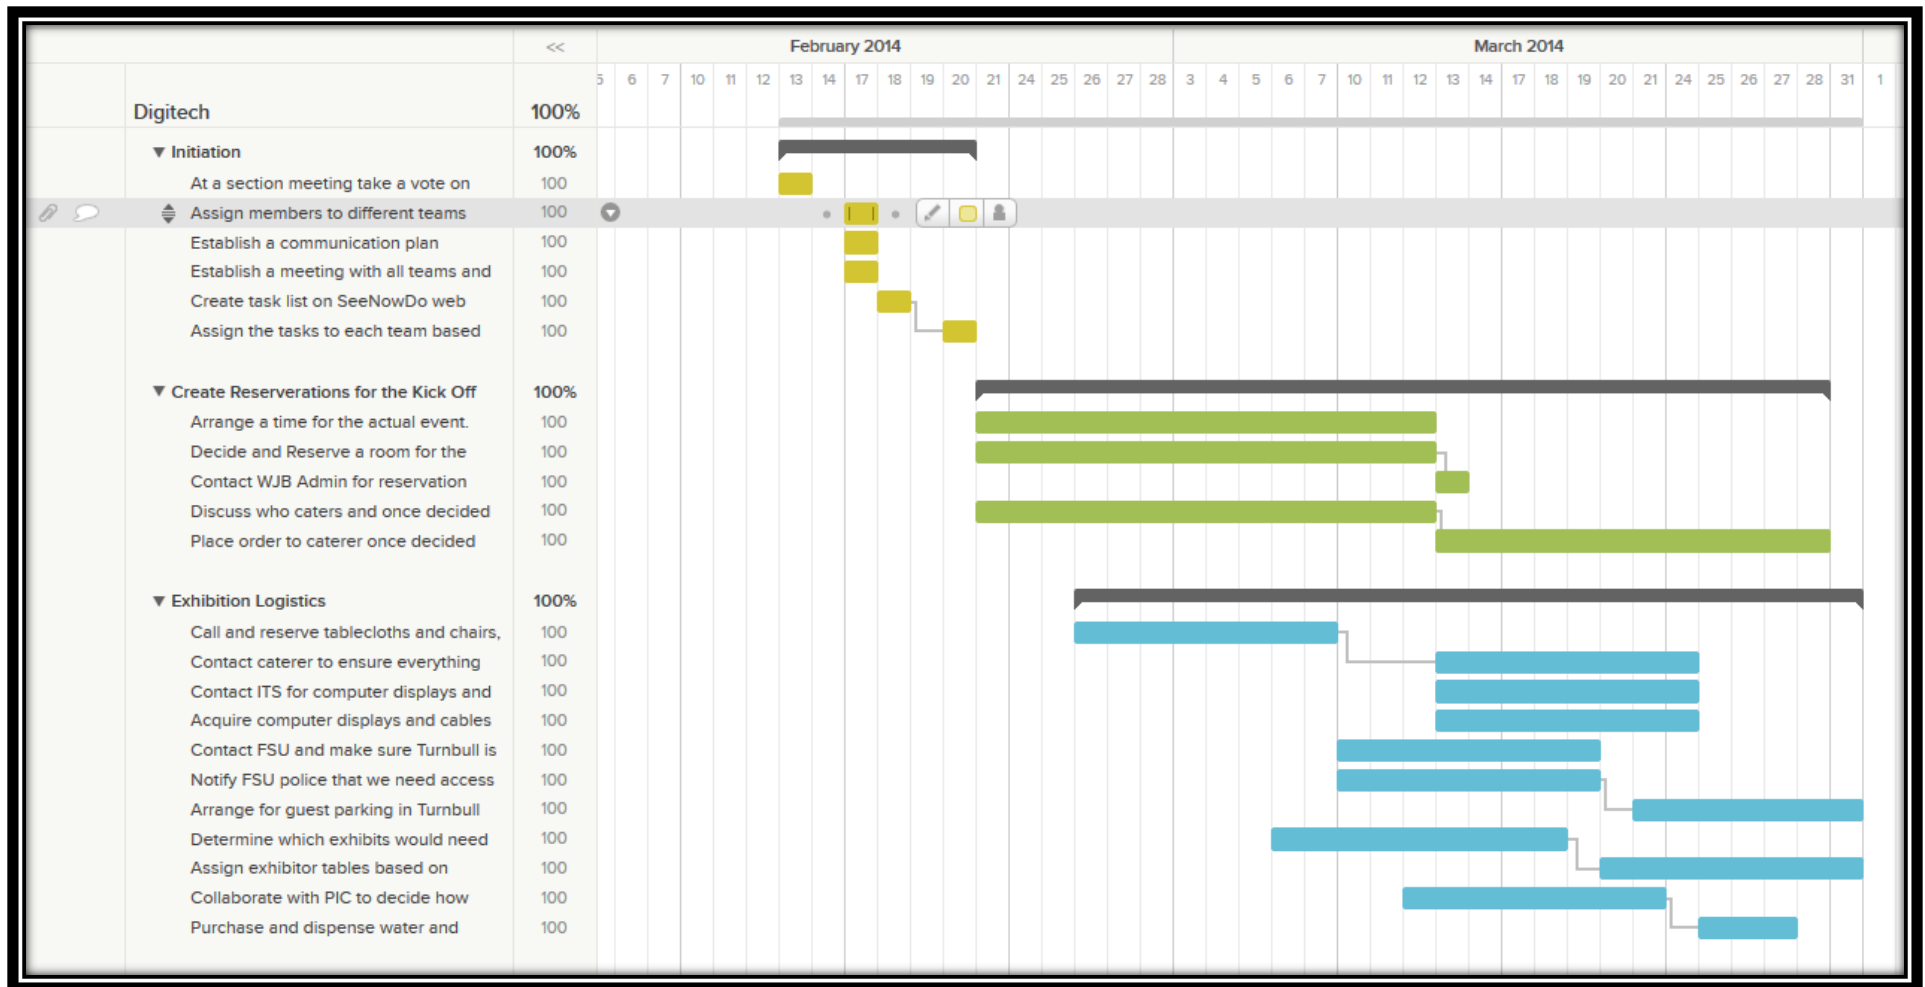 << February 2014 March 2014
5 6 7 10 11 12 13 14 17 18 19 20 21 24 25 26 27 28 3 4 5 6 7 10 11 12 13 14 17 18 19 20 21 24 25 26 27 28 31 1
Digitech 100%
Initiation 100%
At a section meeting take a vote on 100
Assign members to different teams 100
Establish a communication plan 100
Establish a meeting with all teams and 100
Create task list on SeeNowDo web 100
Assign the tasks to each team based 100
Create Reserverations for the Kick Off 100%
Arrange a time for the actual event. 100
Decide and Reserve a room for the 100
Contact WJB Admin for reservation 100
Discuss who caters and once decided 100
Place order to caterer once decided 100
Exhibition Logistics 100%
Call and reserve tablecloths and chairs, 100
Contact caterer to ensure everything 100
Contact ITS for computer displays and 100
Acquire computer displays and cables 100
Contact FSU and make sure Turnbull is 100
Notify FSU police that we need access 100
Arrange for guest parking in Turnbull 100
Determine which exhibits would need 100
Assign exhibitor tables based on 100
Collaborate with PIC to decide how 100
Purchase and dispense water and 100